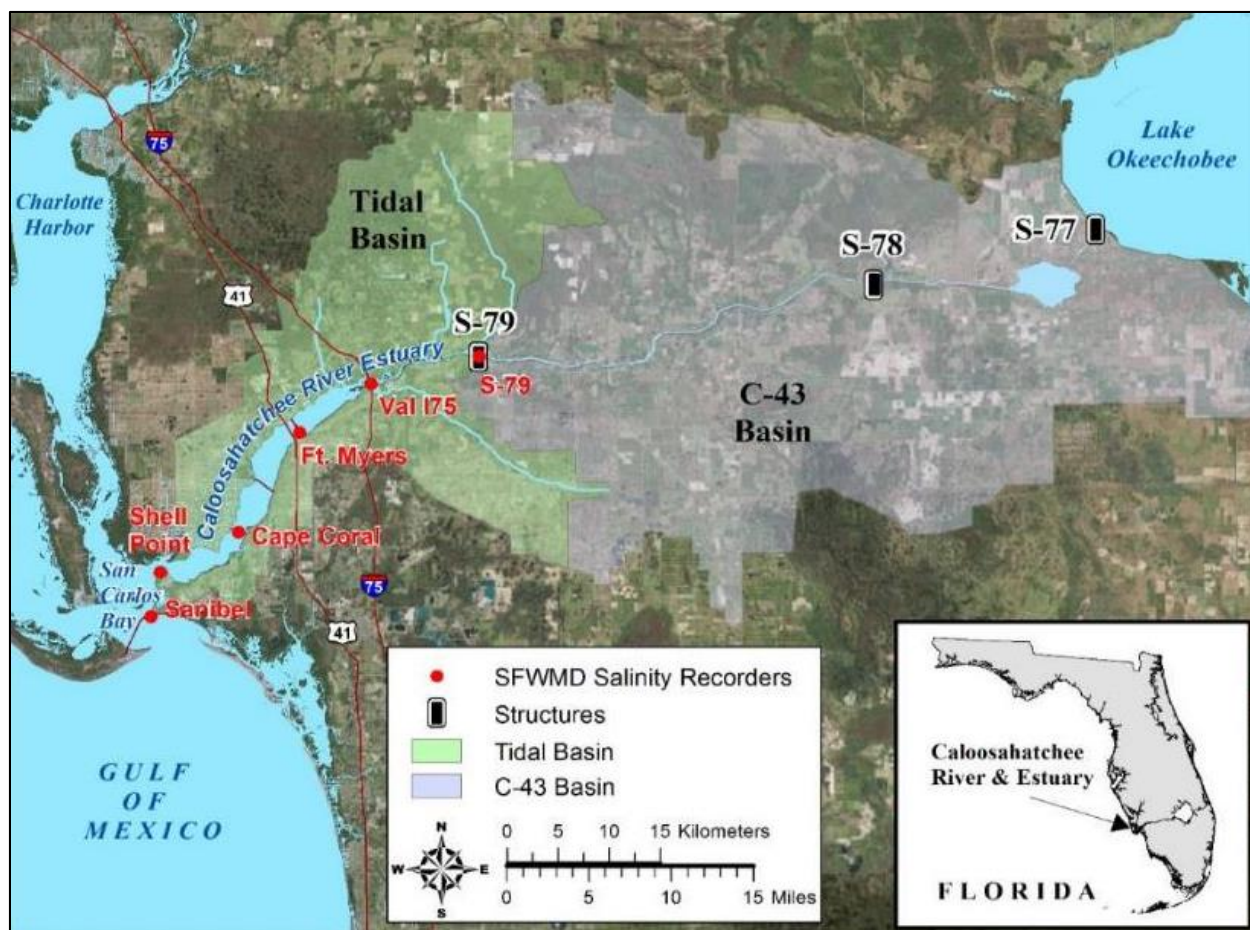 75
Lake
Okeechobee
Charlotte
Harbor
Tidal
Basin
S-77
S-78
41
S-79
S-79
Caloosahatchee River Estuary
Val I75
C-43
Basin
Ft. Myers
Shell
Point
Cape Coral
San
Carlos
Bay
Sanibel
75
41
GULF
OF
MEXICO
SFWMD Salinity Recorders
Structures
Tidal Basin
C-43 Basin
N
W
E
S
0 5 10 15 Kilometers
0 5 10 15 Miles
Caloosahatchee
River & Estuary
FLORIDA